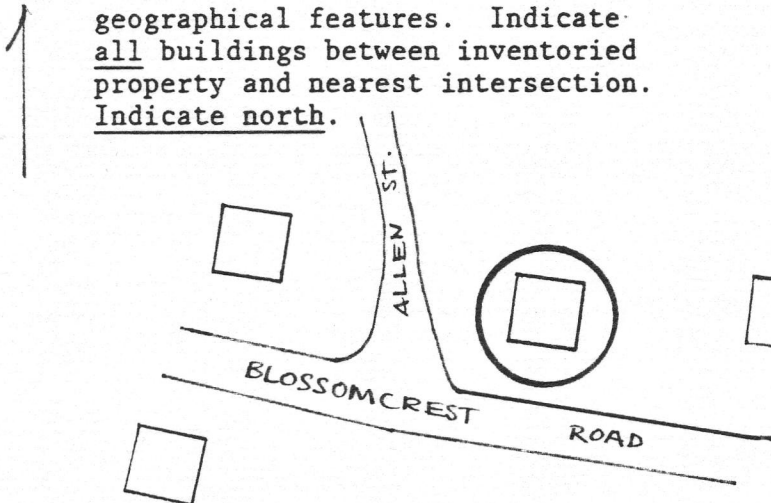 geographical features. Indicate
all buildings between inventoried
property and nearest intersection.
Indicate north.
ALLEN ST.
BLOSSOMCREST ROAD